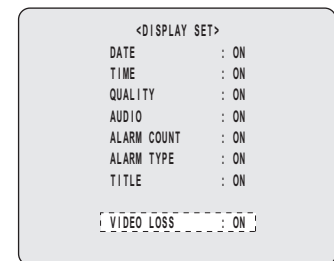 <DISPLAY SET>
DATE : ON
TIME : ON
QUALITY : ON
AUDIO : ON
ALARM COUNT : ON
ALARM TYPE : ON
TITLE : ON
VIDEO LOSS : ON